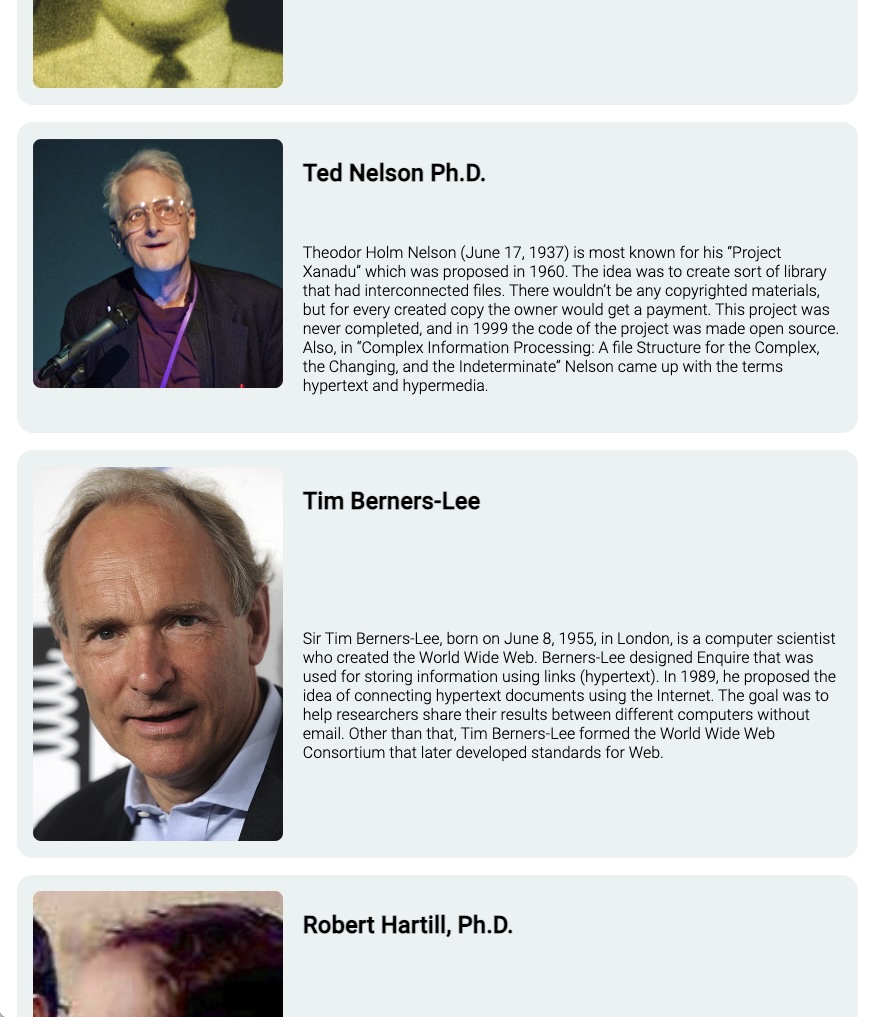 Ted Nelson Ph.D.
Theodor Holm Nelson (June 17, 1937) is most known for his “Project
Xanadu” which was proposed in 1960. The idea was to create sort of library
that had interconnected files. There wouldn’t be any copyrighted materials,
but for every created copy the owner would get a payment. This project was
never completed, and in 1999 the code of the project was made open source.
Also, in “Complex Information Processing: A file Structure for the Complex,
the Changing, and the Indeterminate” Nelson came up with the terms
hypertext and hypermedia.
Tim Berners-Lee
Sir Tim Berners-Lee, born on June 8, 1955, in London, is a computer scientist
who created the World Wide Web. Berners-Lee designed Enquire that was
used for storing information using links (hypertext). In 1989, he proposed the
idea of connecting hypertext documents using the Internet. The goal was to
help researchers share their results between different computers without
email. Other than that, Tim Berners-Lee formed the World Wide Web
Consortium that later developed standards for Web.
Robert Hartill, Ph.D.